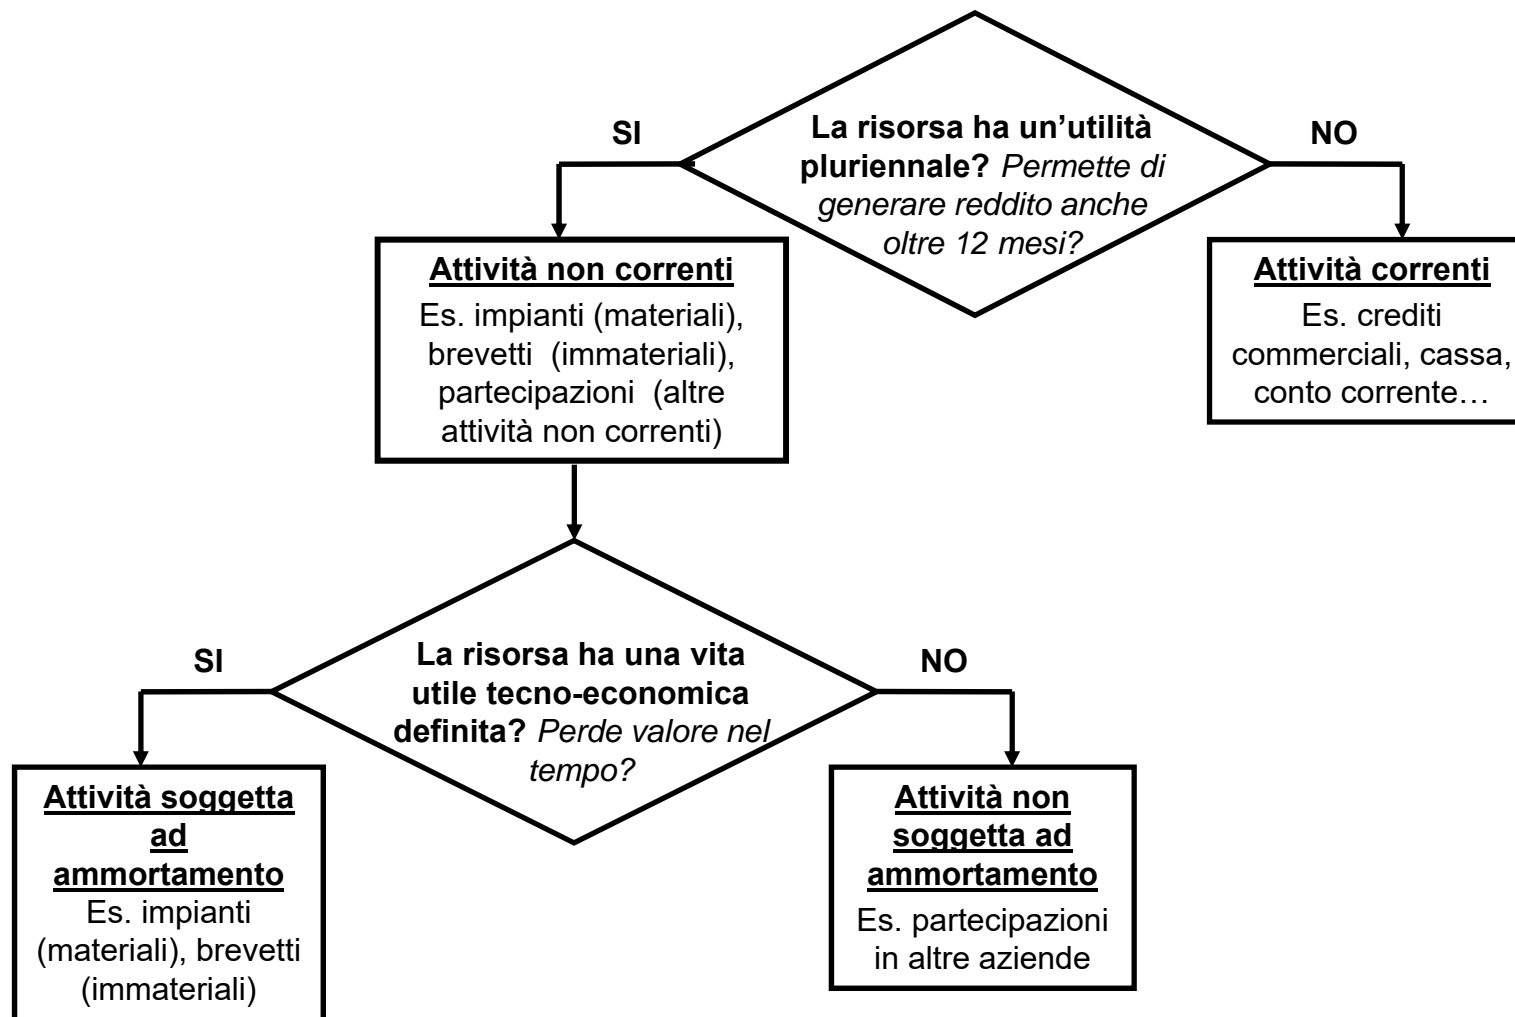 La risorsa ha un’utilità
pluriennale? Permette di
generare reddito anche
oltre 12 mesi?
SI
NO
Attività non correnti
Es. impianti (materiali),
brevetti (immateriali),
partecipazioni (altre
attività non correnti)
Attività correnti
Es. crediti
commerciali, cassa,
conto corrente…
La risorsa ha una vita
utile tecno-economica
definita? Perde valore nel
tempo?
SI
NO
Attività soggetta
ad
ammortamento
Es. impianti
(materiali), brevetti
(immateriali)
Attività non
soggetta ad
ammortamento
Es. partecipazioni
in altre aziende